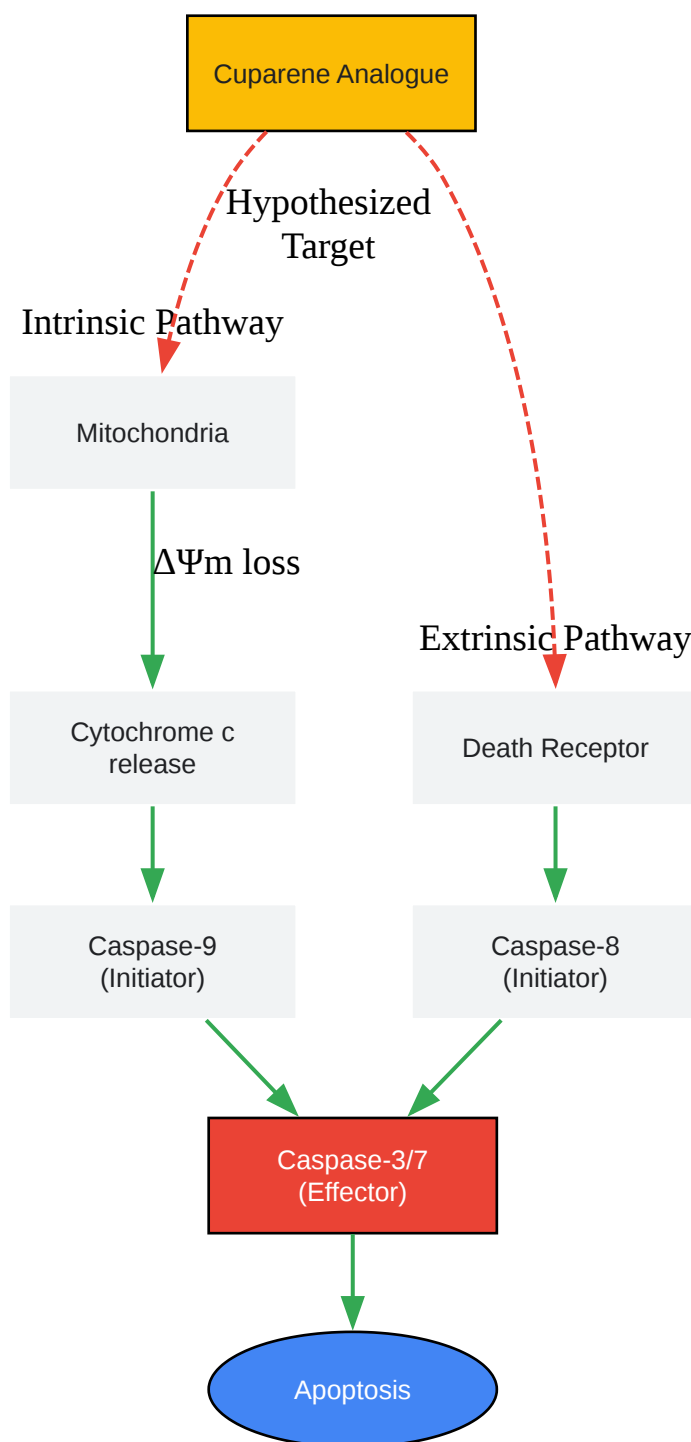 Cuparene Analogue
Hypothesized
Target
Intrinsic Pathway
Mitochondria
ΔΨm loss
Extrinsic Pathway
Cytochrome c
release
Death Receptor
Caspase-9
(Initiator)
Caspase-8
(Initiator)
Caspase-3/7
(Effector)
Apoptosis